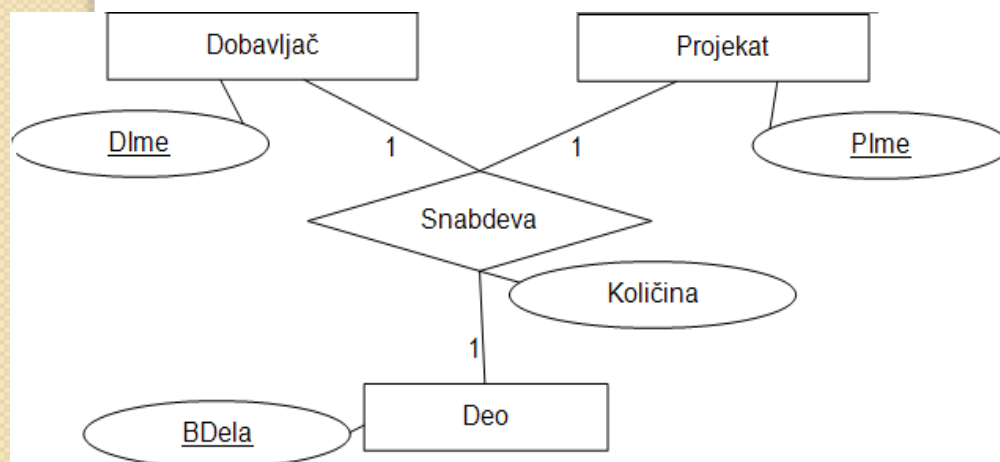 Dobavljač
Projekat
DIme
PIme
1
1
Snabdeva
Količina
1
Deo
BDela